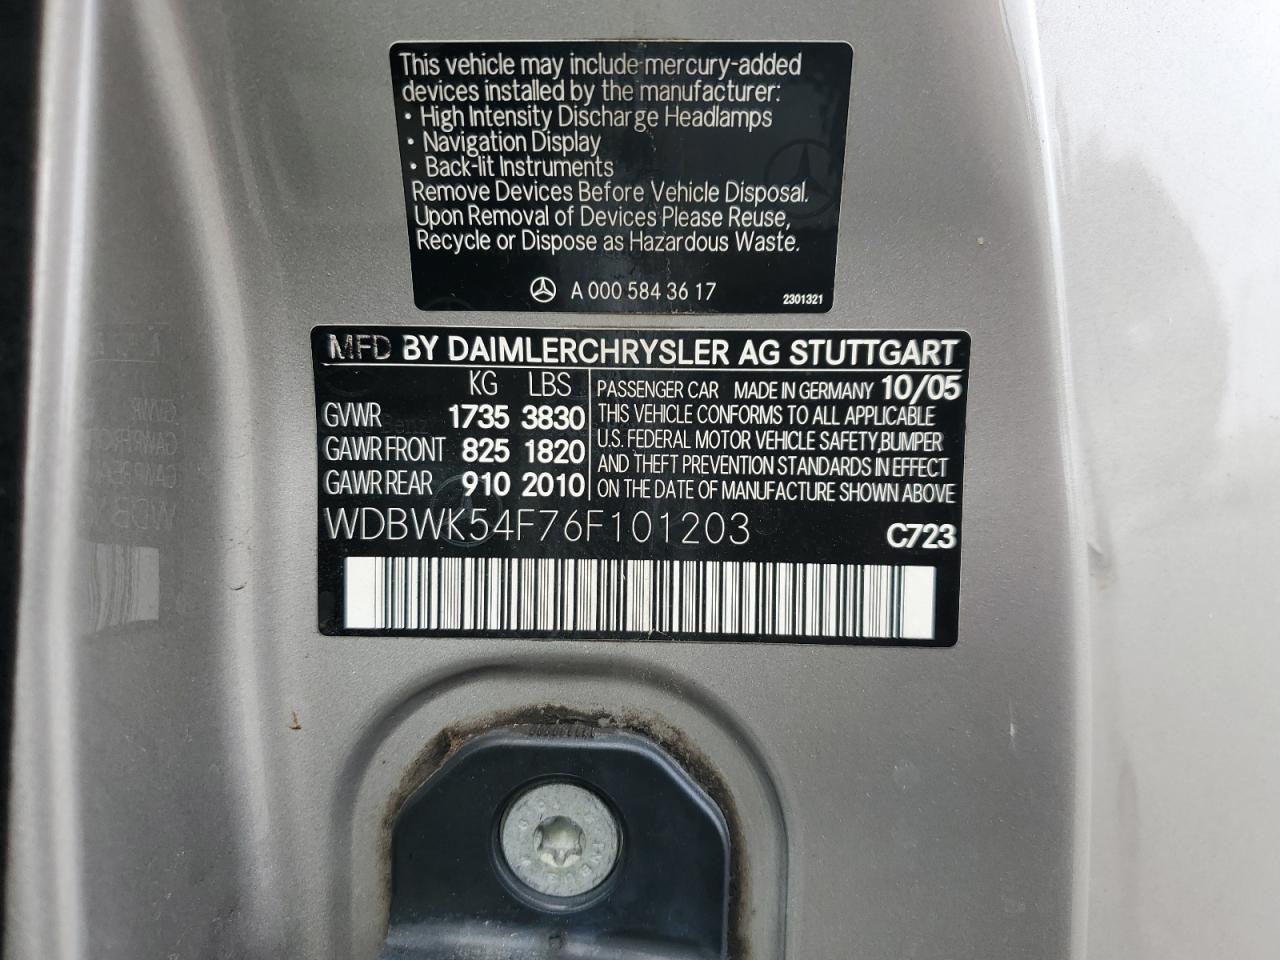 This vehicle may include mercury-added
devices installed by the manufacturer:
• High Intensity Discharge Headlamps
• Navigation Display
• Back-lit Instruments
Remove Devices Before Vehicle Disposal.
Upon Removal of Devices Please Reuse,
Recycle or Dispose as Hazardous Waste.
A 000 584 36 17
2301321
MFD BY DAIMLERCHRYSLER AG STUTTGART
KG LBS
GVWR 1735 3830
GAWR FRONT 825 1820
GAWR REAR 910 2010
PASSENGER CAR MADE IN GERMANY 10/05
THIS VEHICLE CONFORMS TO ALL APPLICABLE
U.S. FEDERAL MOTOR VEHICLE SAFETY,BUMPER
AND THEFT PREVENTION STANDARDS IN EFFECT
ON THE DATE OF MANUFACTURE SHOWN ABOVE
WDBWK54F76F101203
C723